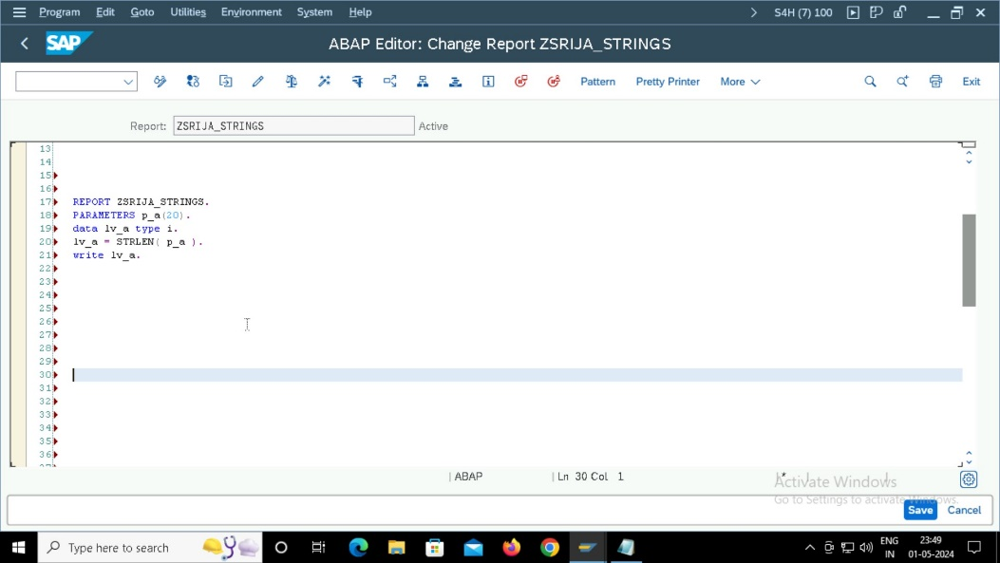 Program Edit Goto Utilities Environment System Help S4H (7) 100
SAP ABAP Editor: Change Report ZSRIJA_STRINGS
Pattern Pretty Printer More Exit
Report: ZSRIJA_STRINGS Active
13
14
15
16
17 REPORT ZSRIJA_STRINGS.
18 PARAMETERS p_a(20).
19 data lv_a type i.
20 lv_a = STRLEN( p_a ).
21 write lv_a.
22
23
24
25
26
27
28
29
30
31
32
33
34
35
36
ABAP Ln 30 Col 1 *
Activate Windows
Go to Settings to activate Windows.
Save Cancel
Type here to search ENG 23:49
IN 01-05-2024